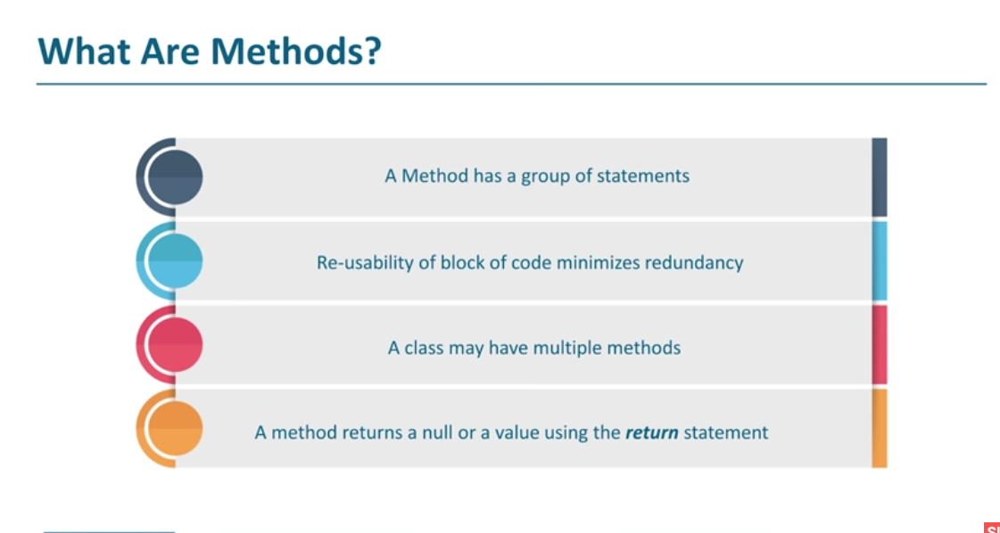 What Are Methods?
A Method has a group of statements
Re-usability of block of code minimizes redundancy
A class may have multiple methods
A method returns a null or a value using the return statement